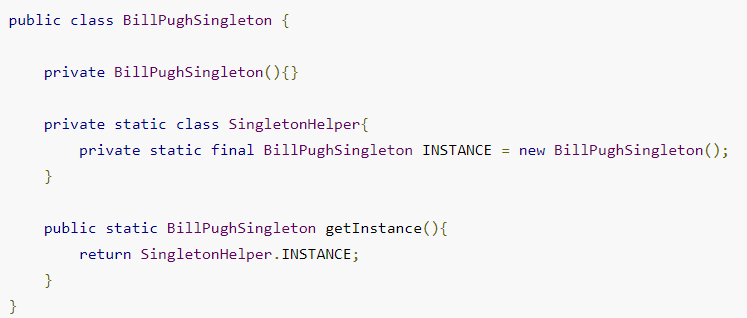 public class BillPughSingleton {
private BillPughSingleton(){}
private static class SingletonHelper{
private static final BillPughSingleton INSTANCE = new BillPughSingleton();
}
public static BillPughSingleton getInstance(){
return SingletonHelper.INSTANCE;
}
}